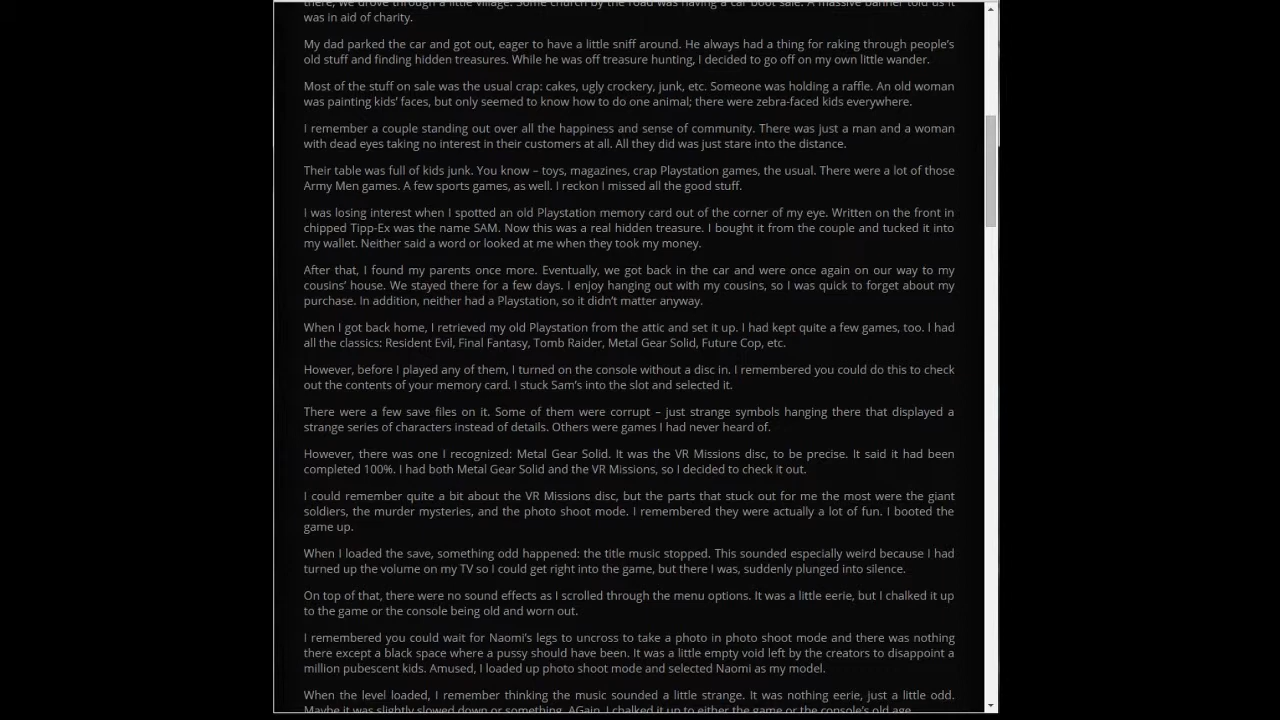 there, we drove through a little village. Some church by the road was having a car boot sale. A massive banner told us it
was in aid of charity.
My dad parked the car and got out, eager to have a little sniff around. He always had a thing for raking through people’s
old stuff and finding hidden treasures. While he was off treasure hunting, I decided to go off on my own little wander.
Most of the stuff on sale was the usual crap: cakes, ugly crockery, junk, etc. Someone was holding a raffle. An old woman
was painting kids’ faces, but only seemed to know how to do one animal; there were zebra-faced kids everywhere.
I remember a couple standing out over all the happiness and sense of community. There was just a man and a woman
with dead eyes taking no interest in their customers at all. All they did was just stare into the distance.
Their table was full of kids junk. You know – toys, magazines, crap Playstation games, the usual. There were a lot of those
Army Men games. A few sports games, as well. I reckon I missed all the good stuff.
I was losing interest when I spotted an old Playstation memory card out of the corner of my eye. Written on the front in
chipped Tipp-Ex was the name SAM. Now this was a real hidden treasure. I bought it from the couple and tucked it into
my wallet. Neither said a word or looked at me when they took my money.
After that, I found my parents once more. Eventually, we got back in the car and were once again on our way to my
cousins’ house. We stayed there for a few days. I enjoy hanging out with my cousins, so I was quick to forget about my
purchase. In addition, neither had a Playstation, so it didn’t matter anyway.
When I got back home, I retrieved my old Playstation from the attic and set it up. I had kept quite a few games, too. I had
all the classics: Resident Evil, Final Fantasy, Tomb Raider, Metal Gear Solid, Future Cop, etc.
However, before I played any of them, I turned on the console without a disc in. I remembered you could do this to check
out the contents of your memory card. I stuck Sam’s into the slot and selected it.
There were a few save files on it. Some of them were corrupt – just strange symbols hanging there that displayed a
strange series of characters instead of details. Others were games I had never heard of.
However, there was one I recognized: Metal Gear Solid. It was the VR Missions disc, to be precise. It said it had been
completed 100%. I had both Metal Gear Solid and the VR Missions, so I decided to check it out.
I could remember quite a bit about the VR Missions disc, but the parts that stuck out for me the most were the giant
soldiers, the murder mysteries, and the photo shoot mode. I remembered they were actually a lot of fun. I booted the
game up.
When I loaded the save, something odd happened: the title music stopped. This sounded especially weird because I had
turned up the volume on my TV so I could get right into the game, but there I was, suddenly plunged into silence.
On top of that, there were no sound effects as I scrolled through the menu options. It was a little eerie, but I chalked it up
to the game or the console being old and worn out.
I remembered you could wait for Naomi’s legs to uncross to take a photo in photo shoot mode and there was nothing
there except a black space where a pussy should have been. It was a little empty void left by the creators to disappoint a
million pubescent kids. Amused, I loaded up photo shoot mode and selected Naomi as my model.
When the level loaded, I remember thinking the music sounded a little strange. It was nothing eerie, just a little odd.
Maybe it was slightly slowed down or something. AGain, I chalked it up to either the game or the console’s old age.